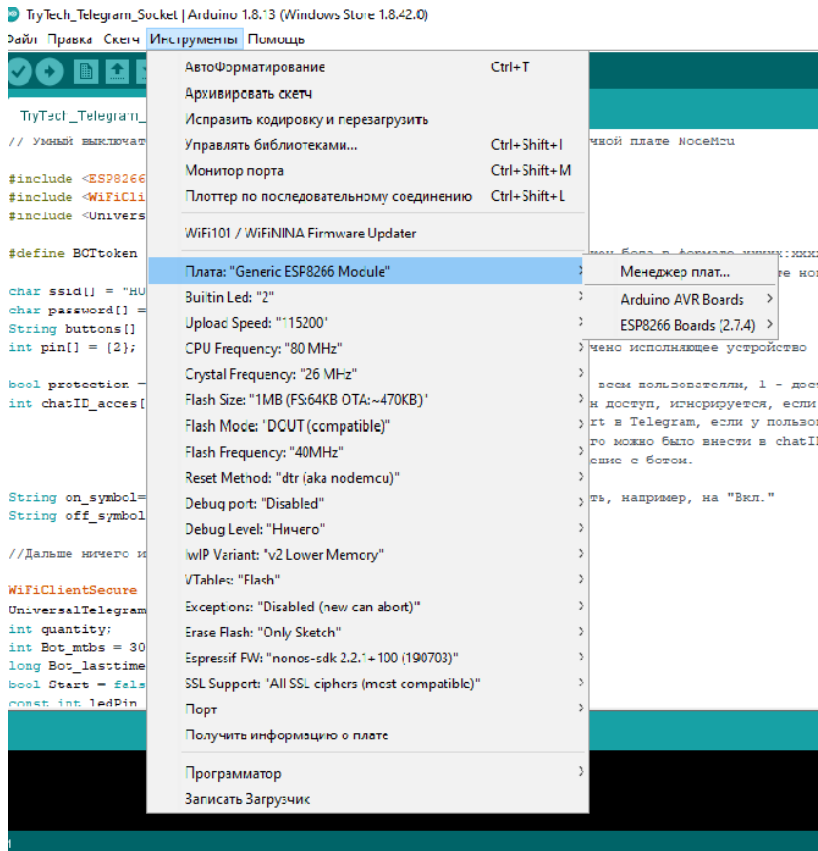 TryTech_Telegram_Socket | Arduino 1.8.13 (Windows Store 1.8.42.0)
Файл Правка Скетч Инструменты Помощь
АвтоФорматирование Ctrl+T
Архивировать скетч
TryTech_Telegram_
Исправить кодировку и перезагрузить
// Умный выключат
Управлять библиотеками... Ctrl+Shift+I
чной плате NodeMcu
Монитор порта Ctrl+Shift+M
#include <ESP8266
Плоттер по последовательному соединению Ctrl+Shift+L
#include <WiFiCli
#include <Univers
WiFi101 / WiFiNINA Firmware Updater
#define BOTtoken
Плата: "Generic ESP8266 Module"
Менеджер плат...
char ssid[] = "HU
Builtin Led: "2"
Arduino AVR Boards
char password[] =
Upload Speed: "115200"
ESP8266 Boards (2.7.4)
String buttons[]
int pin[] = {2};
CPU Frequency: "80 MHz"
чено исполняющее устройство
Crystal Frequency: "26 MHz"
bool protection =
всем пользователям, 1 - дост
int chatID_acces[
Flash Size: "1MB (FS:64KB OTA:~470KB)"
н доступ, игнорируется, если
Flash Mode: "DOUT (compatible)"
rt в Telegram, если у пользов
Flash Frequency: "40MHz"
го можно было внести в chatI
Reset Method: "dtr (aka nodemcu)"
ение с ботом.
String on_symbol=
Debug port: "Disabled"
ть, например, на "Вкл."
String off_symbol
Debug Level: "Ничего"
//Дальше ничего и
lwIP Variant: "v2 Lower Memory"
VTables: "Flash"
WiFiClientSecure
Exceptions: "Disabled (new can abort)"
UniversalTelegram
int quantity;
Erase Flash: "Only Sketch"
int Bot_mtbs = 30
Espressif FW: "nonos-sdk 2.2.1+100 (190703)"
long Bot_lasttime
bool Start = fals
SSL Support: "All SSL ciphers (most compatible)"
const int ledPin
Порт
Получить информацию о плате
Программатор
Записать Загрузчик